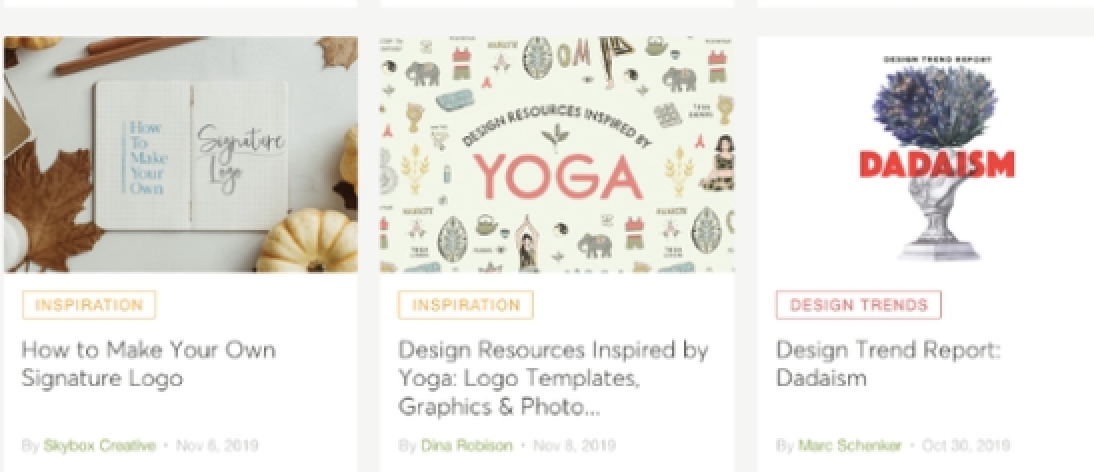 How
To
Make
Your
Own
Signature
Logo
INSPIRATION
How to Make Your Own
Signature Logo
By Skybox Creative • Nov 6, 2019
OM
NAMASTE
DESIGN RESOURCES INSPIRED BY
YOGA
NAMASTE
INSPIRATION
Design Resources Inspired by
Yoga: Logo Templates,
Graphics & Photo...
By Dina Robison • Nov 8, 2019
DESIGN TREND REPORT
DADAISM
DESIGN TRENDS
Design Trend Report:
Dadaism
By Marc Schenker • Oct 30, 2019